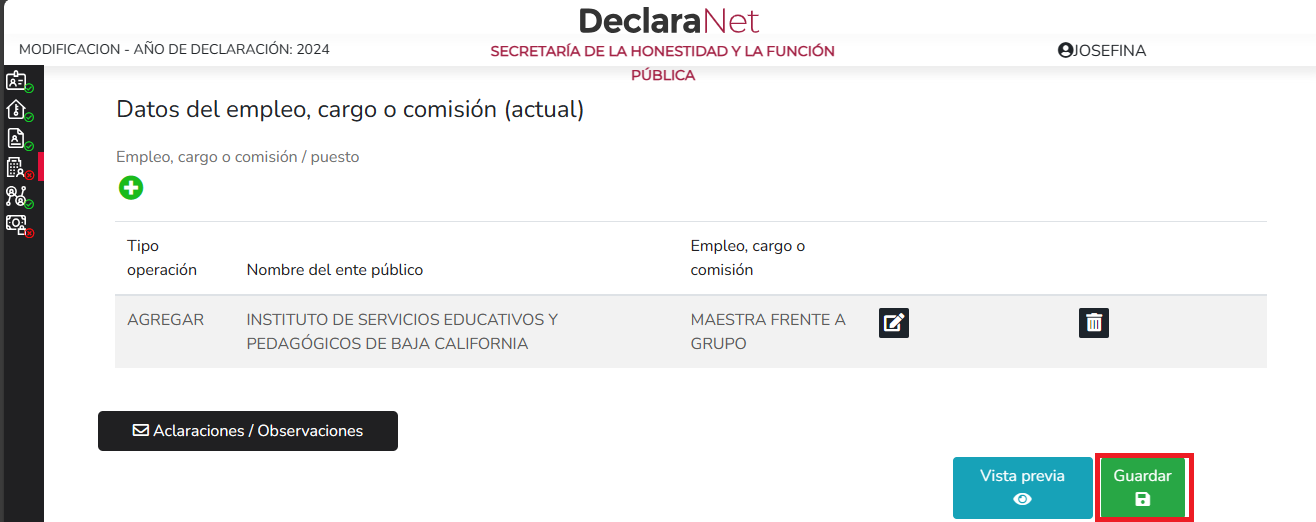 DeclaraNet
MODIFICACION - AÑO DE DECLARACIÓN: 2024
SECRETARÍA DE LA HONESTIDAD Y LA FUNCIÓN
PÚBLICA
JOSEFINA
Datos del empleo, cargo o comisión (actual)
Empleo, cargo o comisión / puesto
Tipo
operación
Nombre del ente público
Empleo, cargo o
comisión
AGREGAR
INSTITUTO DE SERVICIOS EDUCATIVOS Y
PEDAGÓGICOS DE BAJA CALIFORNIA
MAESTRA FRENTE A
GRUPO
Aclaraciones / Observaciones
Vista previa
Guardar